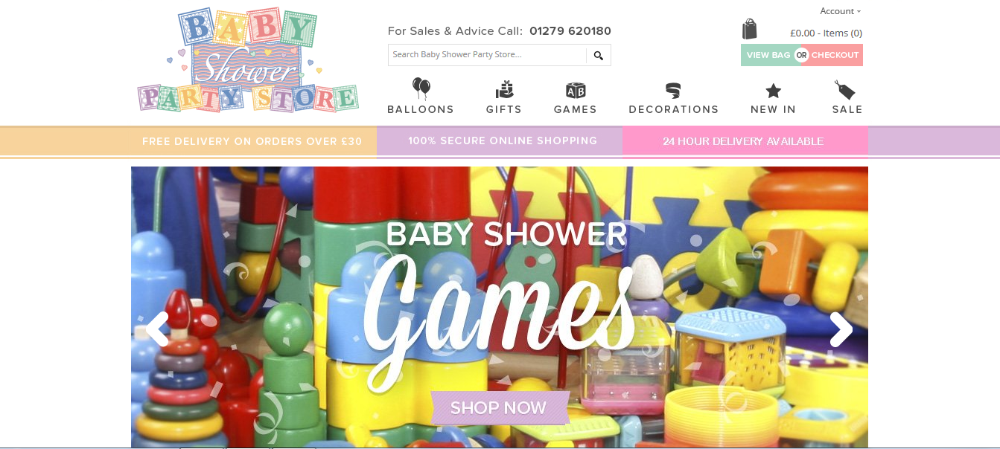 BABY
Shower
PARTY STORE
Account
For Sales & Advice Call: 01279 620180
£0.00 - Items (0)
Search Baby Shower Party Store...
VIEW BAG OR CHECKOUT
A B
BALLOONS GIFTS GAMES DECORATIONS NEW IN SALE
FREE DELIVERY ON ORDERS OVER £30 100% SECURE ONLINE SHOPPING 24 HOUR DELIVERY AVAILABLE
BABY SHOWER
Games
8
SHOP NOW